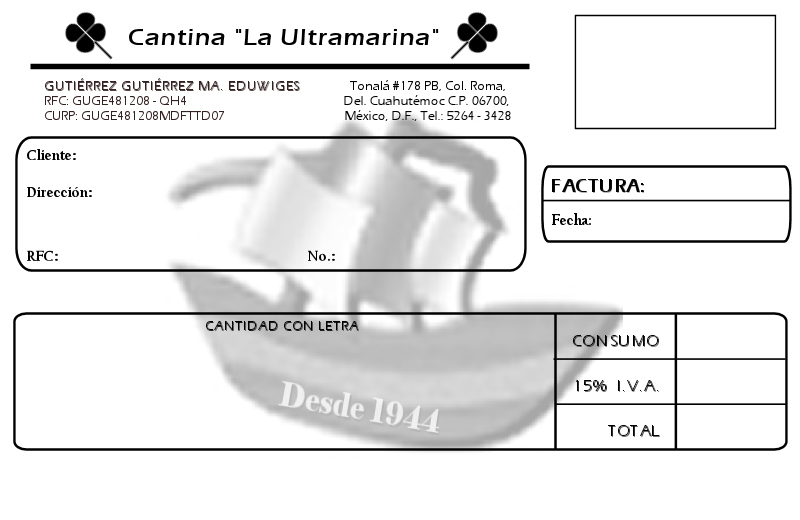 Cantina "La Ultramarina"
GUTIÉRREZ GUTIÉRREZ MA. EDUWIGES
RFC: GUGE481208 - QH4
CURP: GUGE481208MDFTTD07
Tonalá #178 PB, Col. Roma,
Del. Cuahutémoc C.P. 06700,
México, D.F., Tel.: 5264 - 3428
Cliente:
Dirección:
RFC: No.:
FACTURA:
Fecha:
CANTIDAD CON LETRA
CONSUMO
15% I.V.A.
TOTAL
Desde 1944